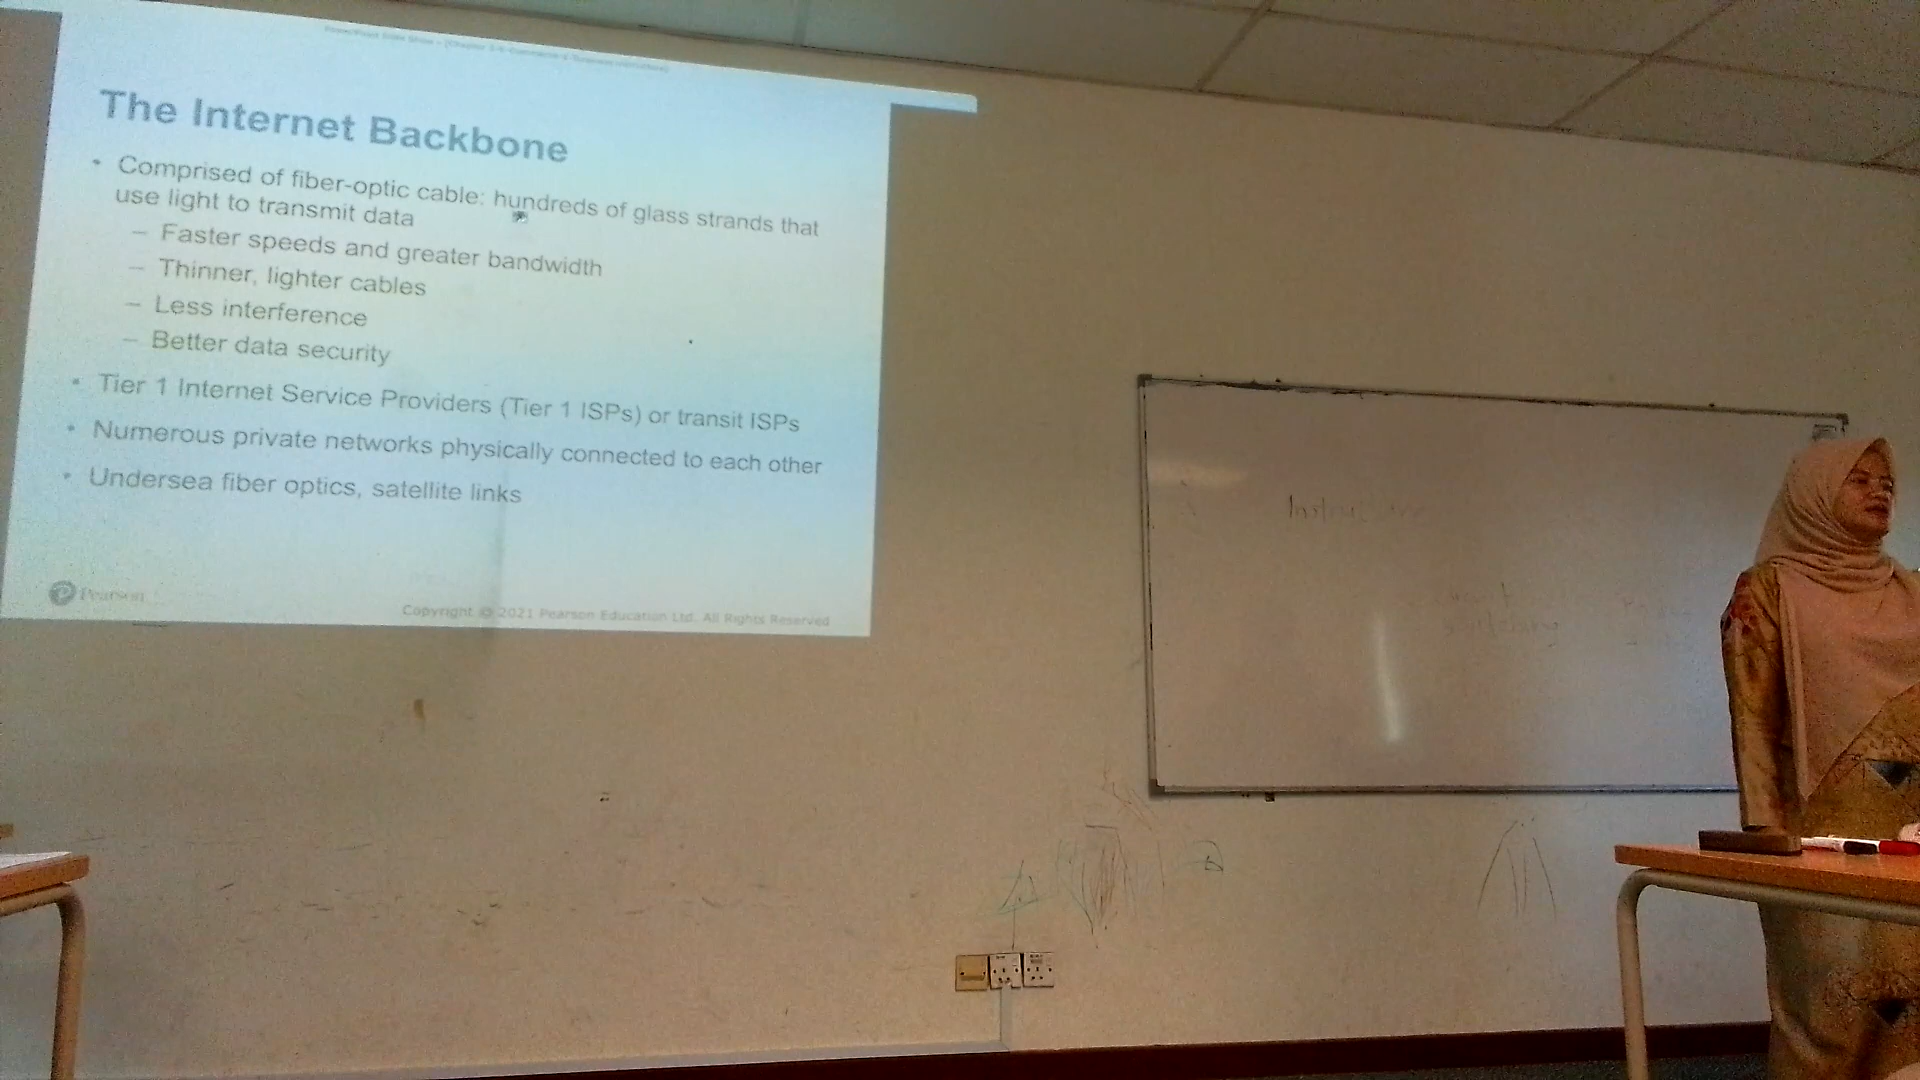 The Internet Backbone
• Comprised of fiber-optic cable: hundreds of glass strands that
use light to transmit data
– Faster speeds and greater bandwidth
– Thinner, lighter cables
– Less interference
– Better data security
• Tier 1 Internet Service Providers (Tier 1 ISPs) or transit ISPs
• Numerous private networks physically connected to each other
• Undersea fiber optics, satellite links
Pearson
Copyright © 2021 Pearson Education Ltd. All Rights Reserved